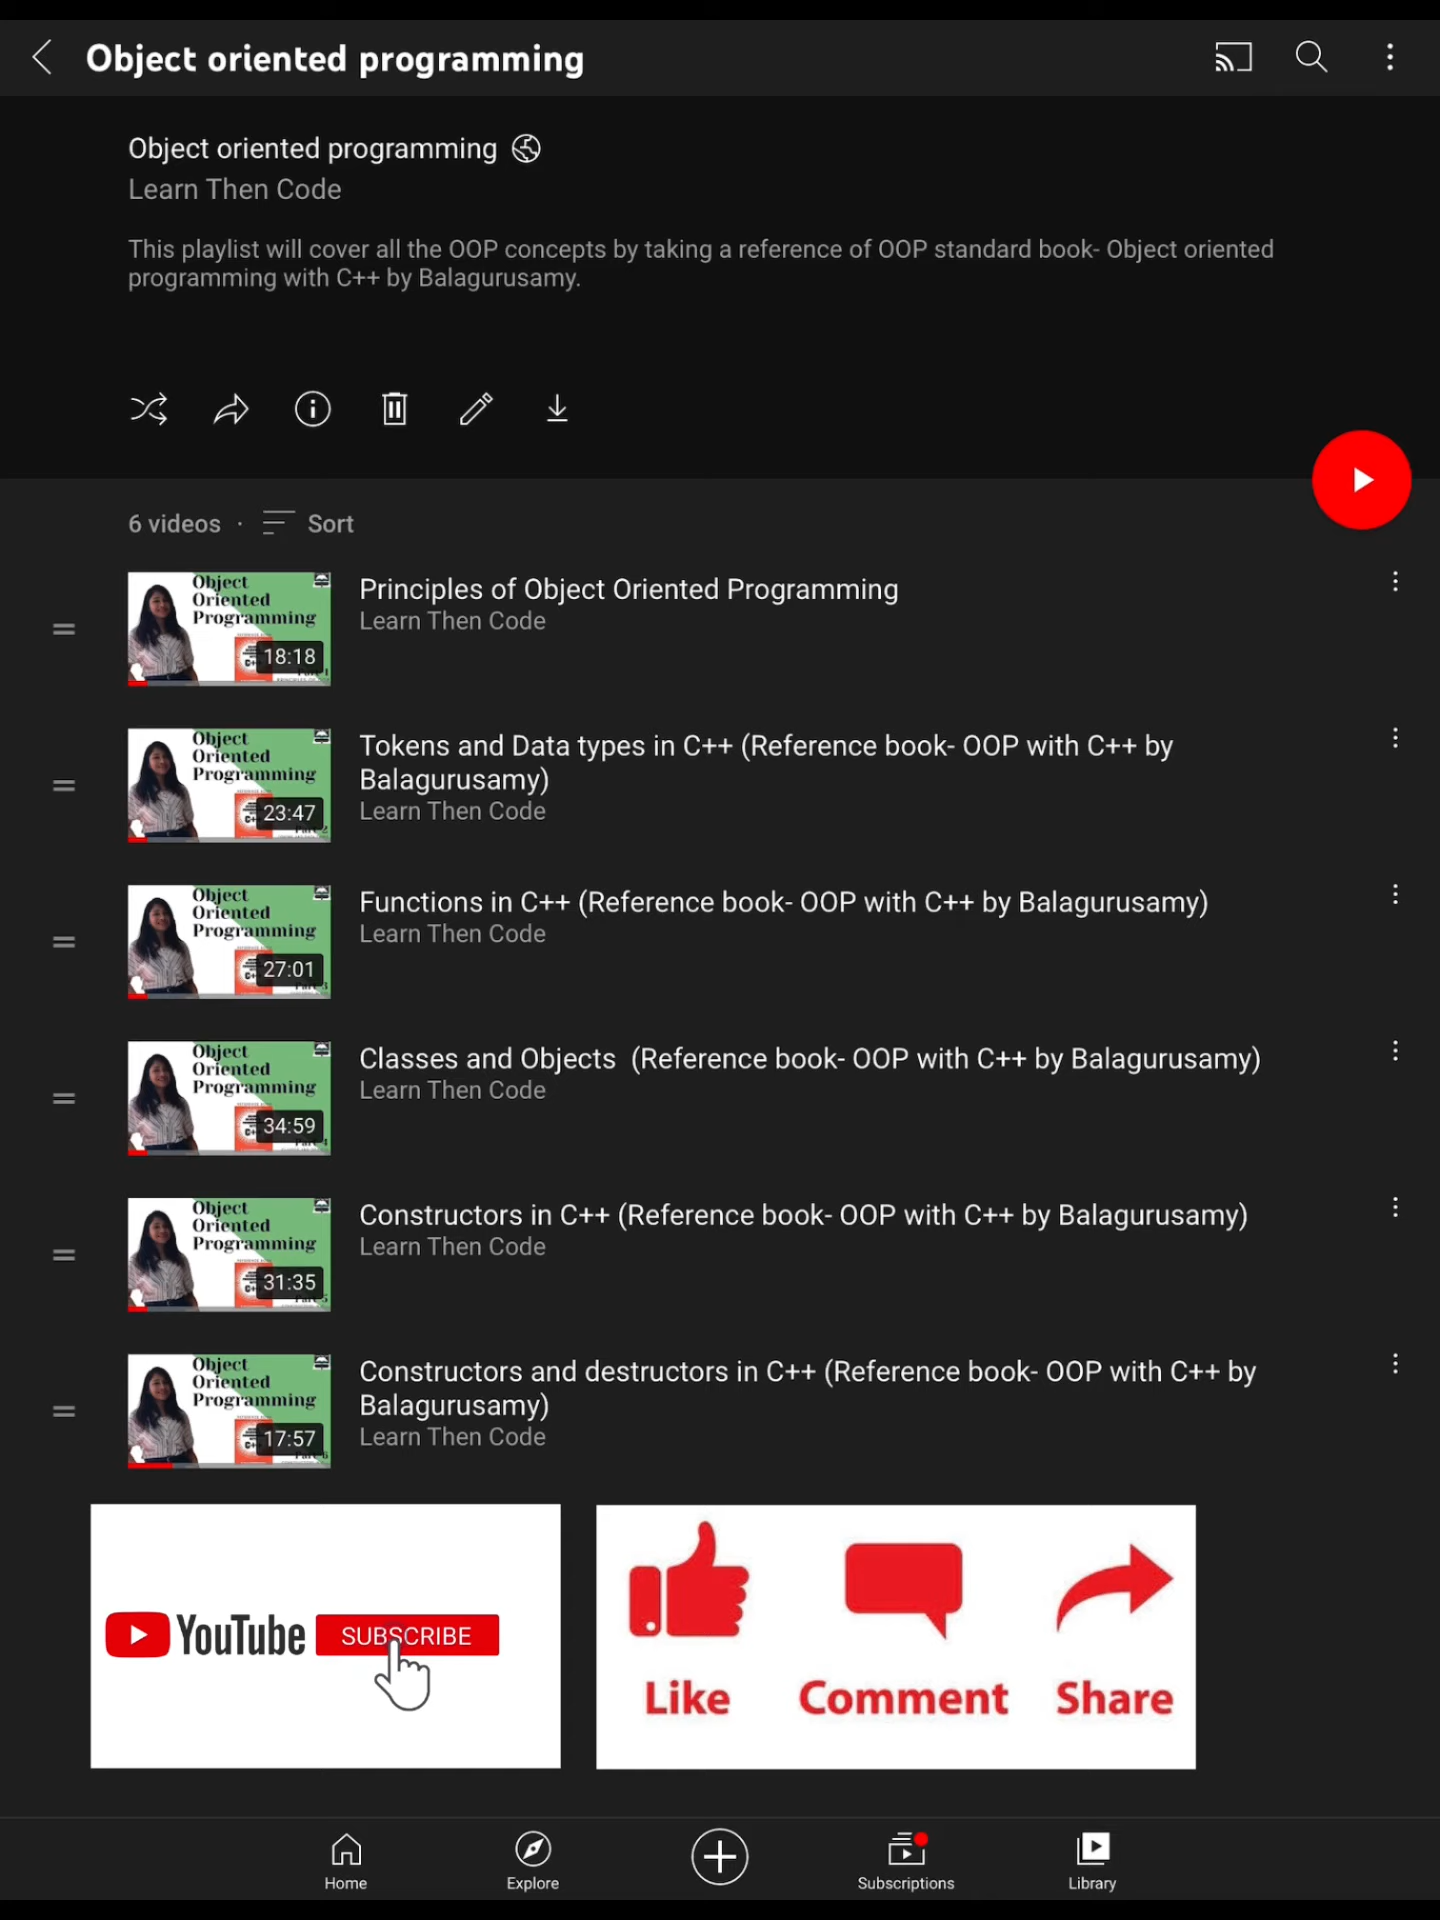 Object oriented programming
Object oriented programming
Learn Then Code
This playlist will cover all the OOP concepts by taking a reference of OOP standard book- Object oriented
programming with C++ by Balagurusamy.
6 videos · Sort
Object
Oriented
Programming
18:18
Principles of Object Oriented Programming
Learn Then Code
Object
Oriented
Programming
23:47
Tokens and Data types in C++ (Reference book- OOP with C++ by
Balagurusamy)
Learn Then Code
Object
Oriented
Programming
27:01
Functions in C++ (Reference book- OOP with C++ by Balagurusamy)
Learn Then Code
Object
Oriented
Programming
34:59
Classes and Objects  (Reference book- OOP with C++ by Balagurusamy)
Learn Then Code
Object
Oriented
Programming
31:35
Constructors in C++ (Reference book- OOP with C++ by Balagurusamy)
Learn Then Code
Object
Oriented
Programming
17:57
Constructors and destructors in C++ (Reference book- OOP with C++ by
Balagurusamy)
Learn Then Code
YouTube SUBSCRIBE
Like Comment Share
Home Explore Subscriptions Library